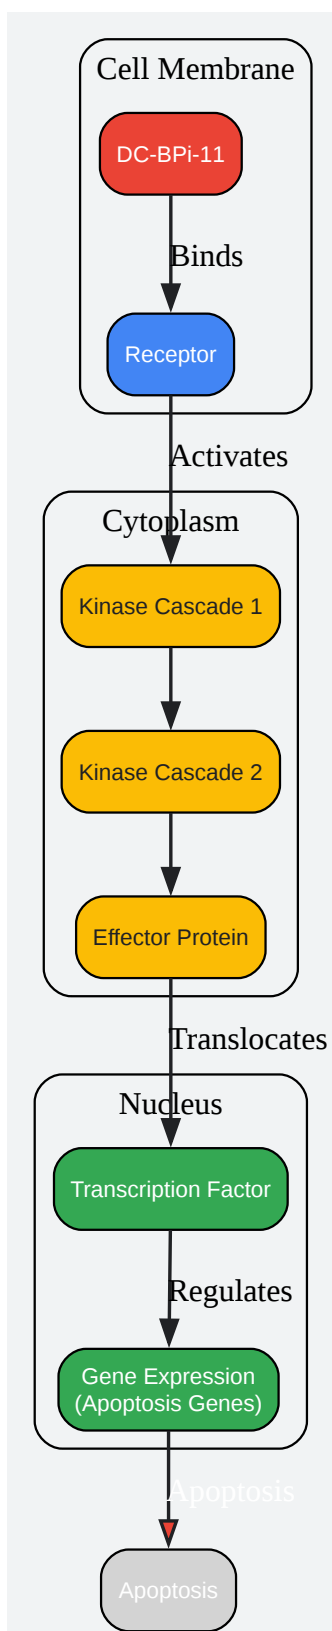 Cell Membrane
DC-BPi-11
Binds
Receptor
Activates
Cytoplasm
Kinase Cascade 1
Kinase Cascade 2
Effector Protein
Translocates
Nucleus
Transcription Factor
Regulates
Gene Expression
(Apoptosis Genes)
Apoptosis
Apoptosis